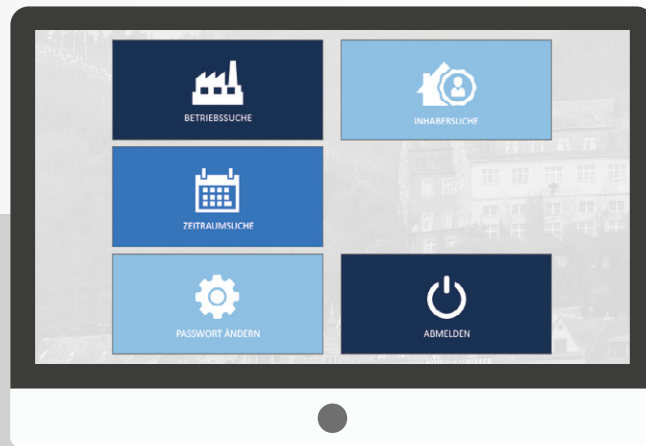 BETRIEBSSUCHE
INHABERSUCHE
ZEITRAUMSUCHE
PASSWORT ÄNDERN
ABMELDEN